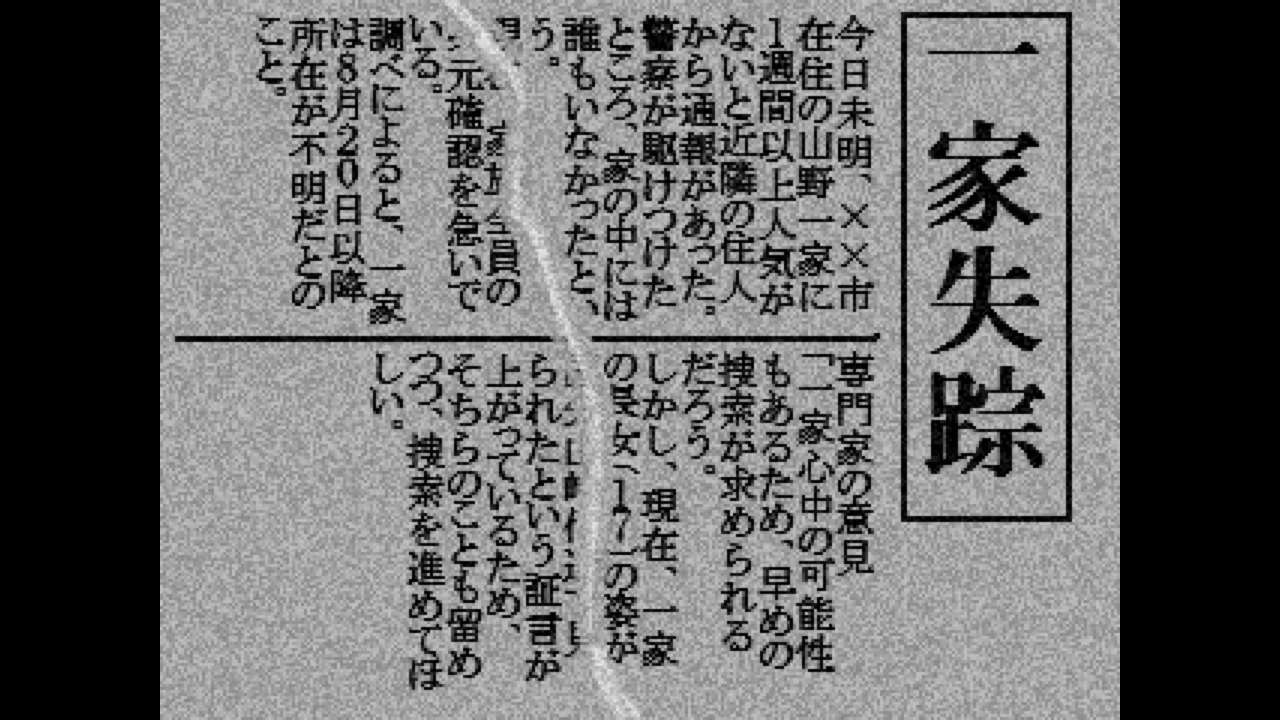 一家失踪
今日未明、××市
在住の山野一家に
1週間以上人気が
ないと近隣の住人
から通報があった。
警察が駆けつけた
ところ、家の中には
誰もいなかったとい
う。
員の
元確認を急いで
いる。
調べによると、一家
は8月20日以降
所在が不明だとの
こと。
専門家の意見
「一家心中の可能性
もあるため、早めの
捜索が求められる
だろう。
しかし、現在、一家
の長女(17)の姿が
られたという証言が
上がっているため、
そちらのことも留め
つつ、捜索を進めてほ
しい。